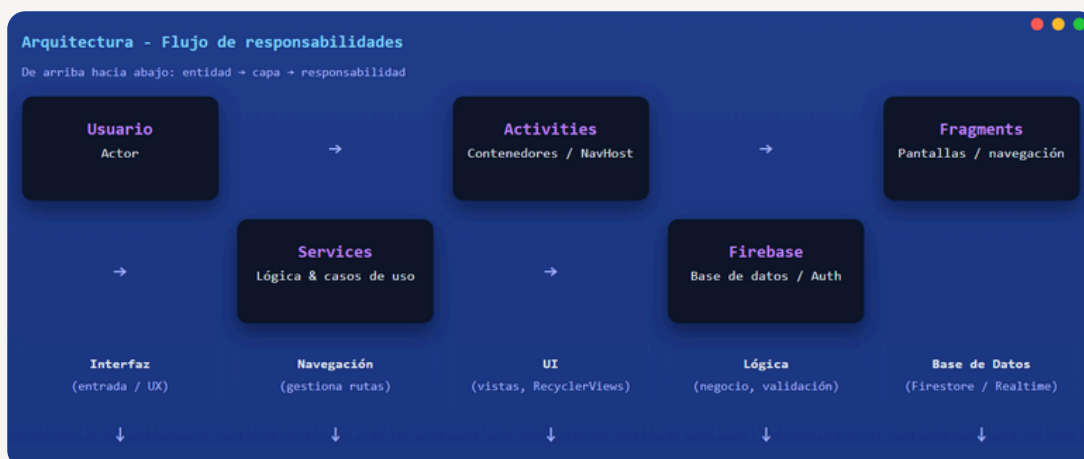 Arquitectura - Flujo de responsabilidades
De arriba hacia abajo: entidad → capa → responsabilidad
Usuario
Actor
→
Activities
Contenedores / NavHost
→
Fragments
Pantallas / navegación
→
Services
Lógica & casos de uso
→
Firebase
Base de datos / Auth
Interfaz
(entrada / UX)
Navegación
(gestiona rutas)
UI
(vistas, RecyclerViews)
Lógica
(negocio, validación)
Base de Datos
(Firestore / Realtime)
↓ ↓ ↓ ↓ ↓